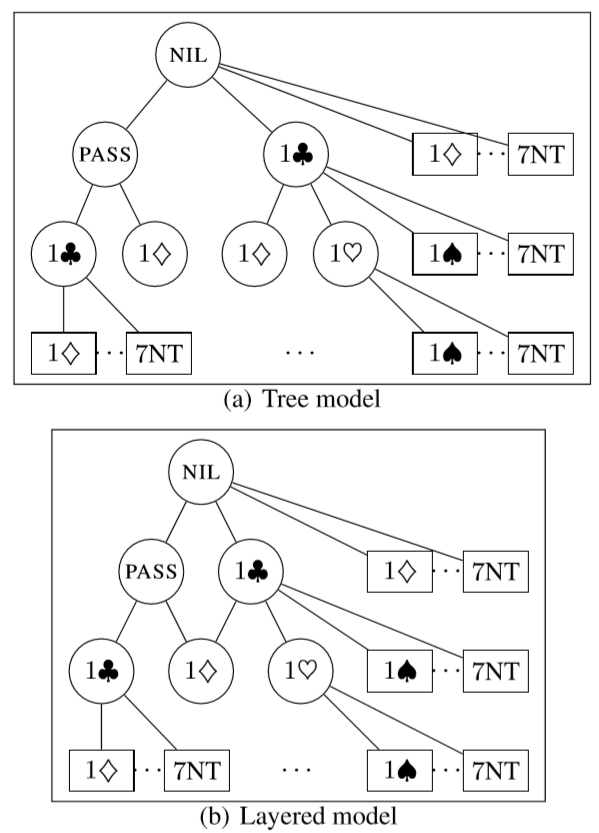 NIL
PASS 1♣ 1♢ ··· 7NT
1♣ 1♢ 1♢ 1♡ 1♠ ··· 7NT
1♢ ··· 7NT ··· 1♠ ··· 7NT
(a) Tree model
NIL
PASS 1♣ 1♢ ··· 7NT
1♣ 1♢ 1♡ 1♠ ··· 7NT
1♢ ··· 7NT ··· 1♠ ··· 7NT
(b) Layered model